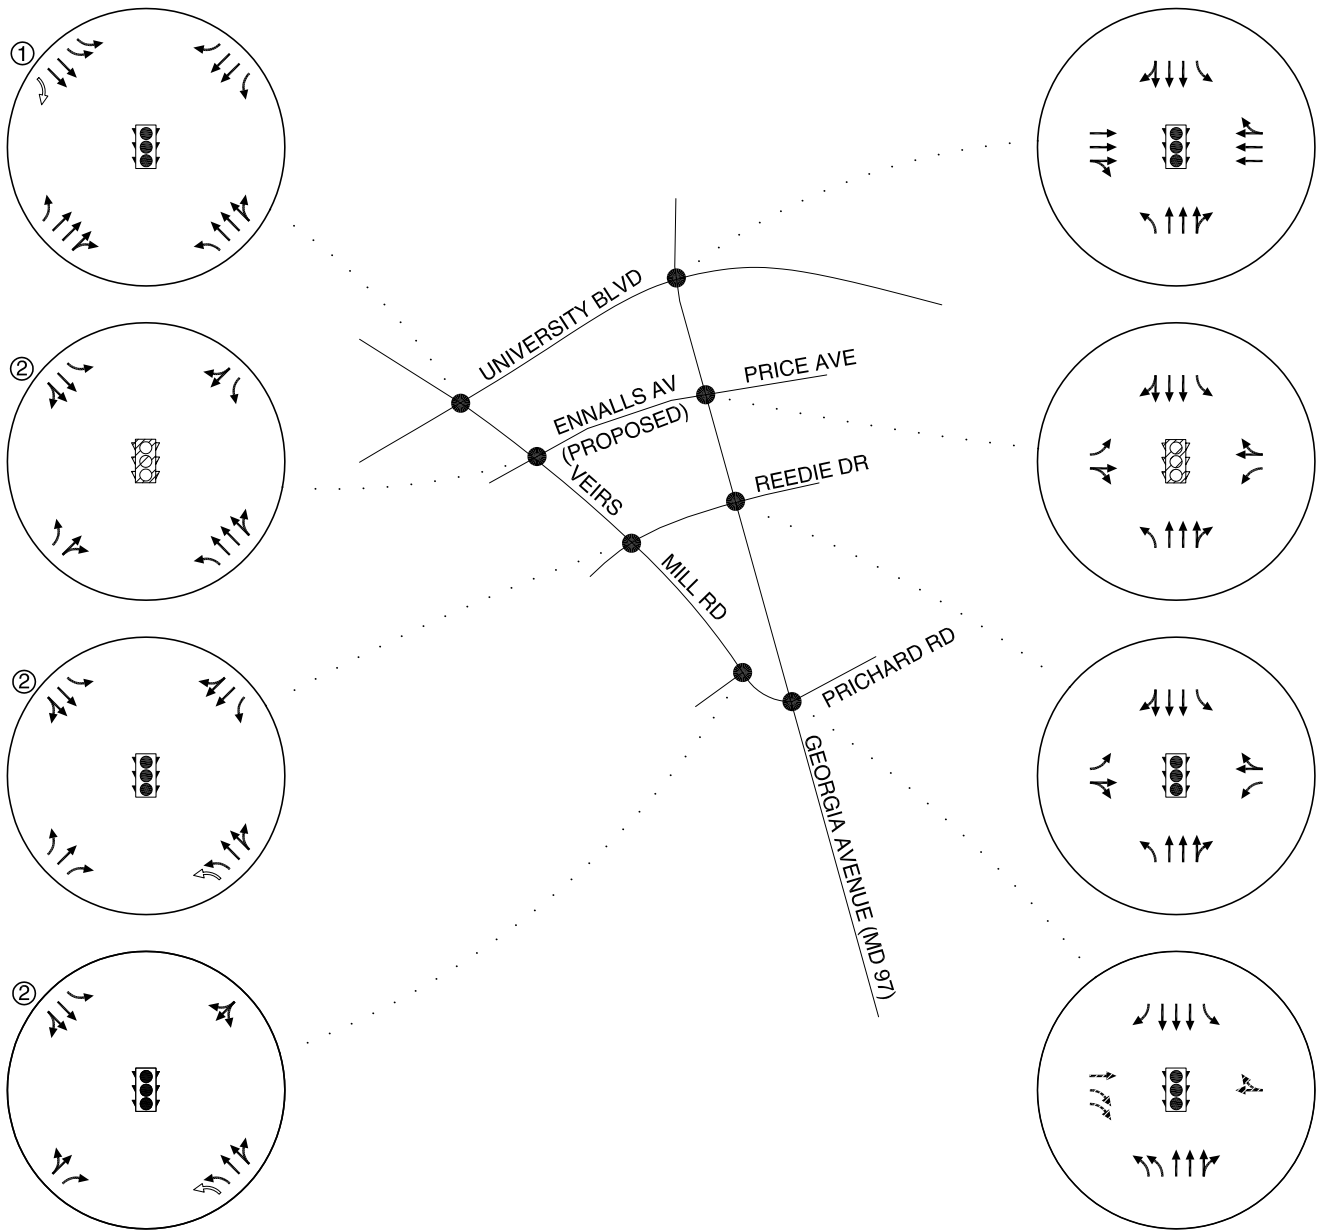 1
2
2
2
UNIVERSITY BLVD
ENNALLS AV
(PROPOSED)
PRICE AVE
VEIRS
MILL RD
REEDIE DR
PRICHARD RD
GEORGIA AVENUE (MD 97)